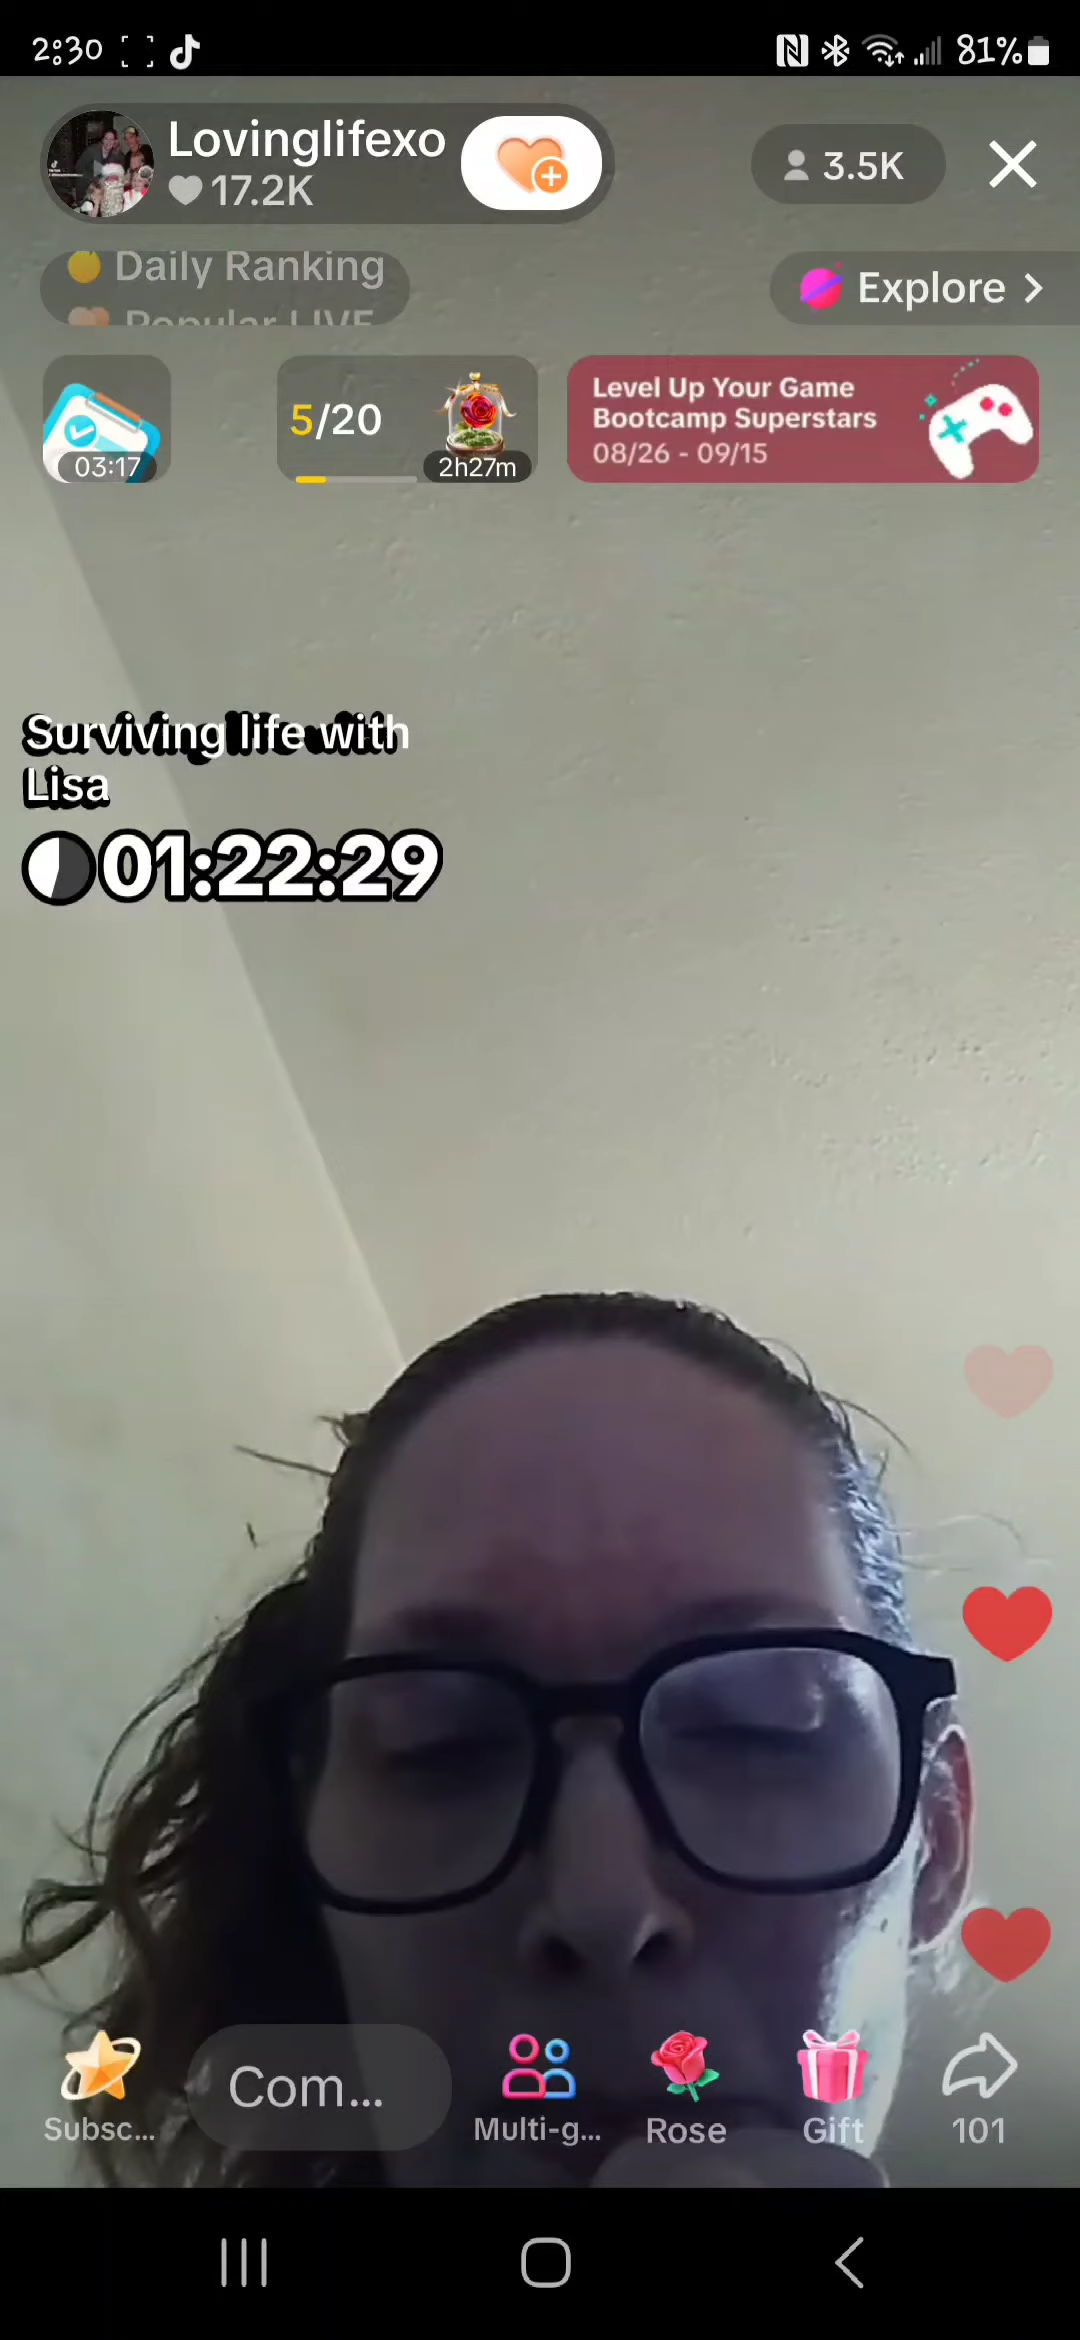 2:30
81%
Lovinglifexo
17.2K
3.5K
Daily Ranking
Popular LIVE
Explore >
03:17
5/20
2h27m
Level Up Your Game
Bootcamp Superstars
08/26 - 09/15
Surviving life with
Lisa
01:22:29
Com...
Subsc...
Multi-g...
Rose
Gift
101